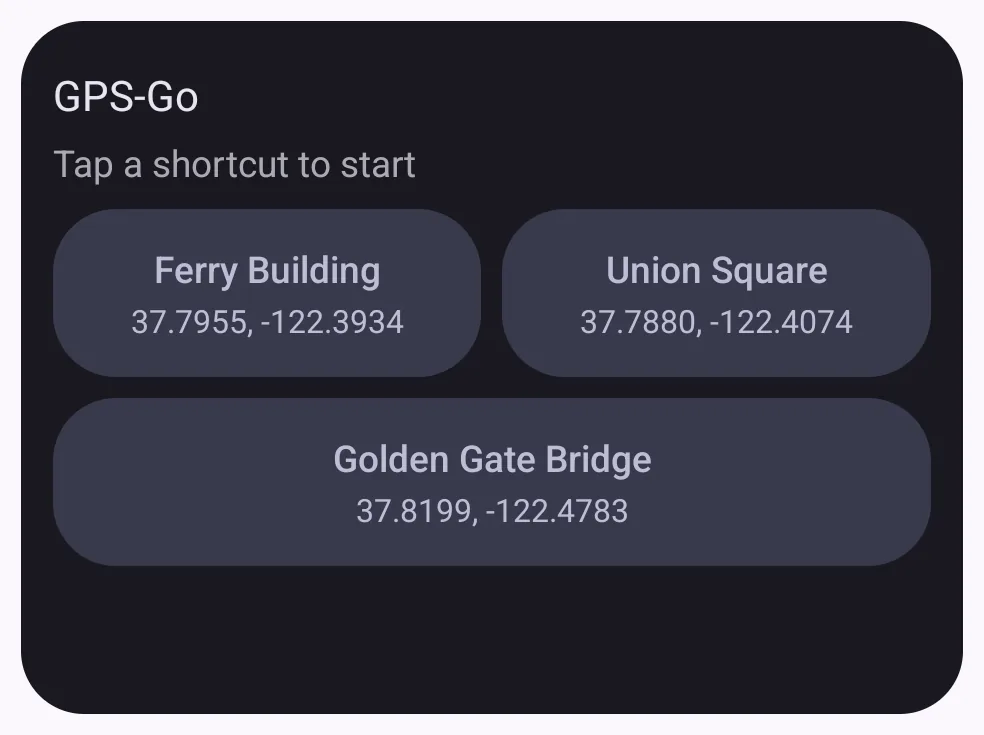 GPS-Go
Tap a shortcut to start
Ferry Building
37.7955, -122.3934
Union Square
37.7880, -122.4074
Golden Gate Bridge
37.8199, -122.4783